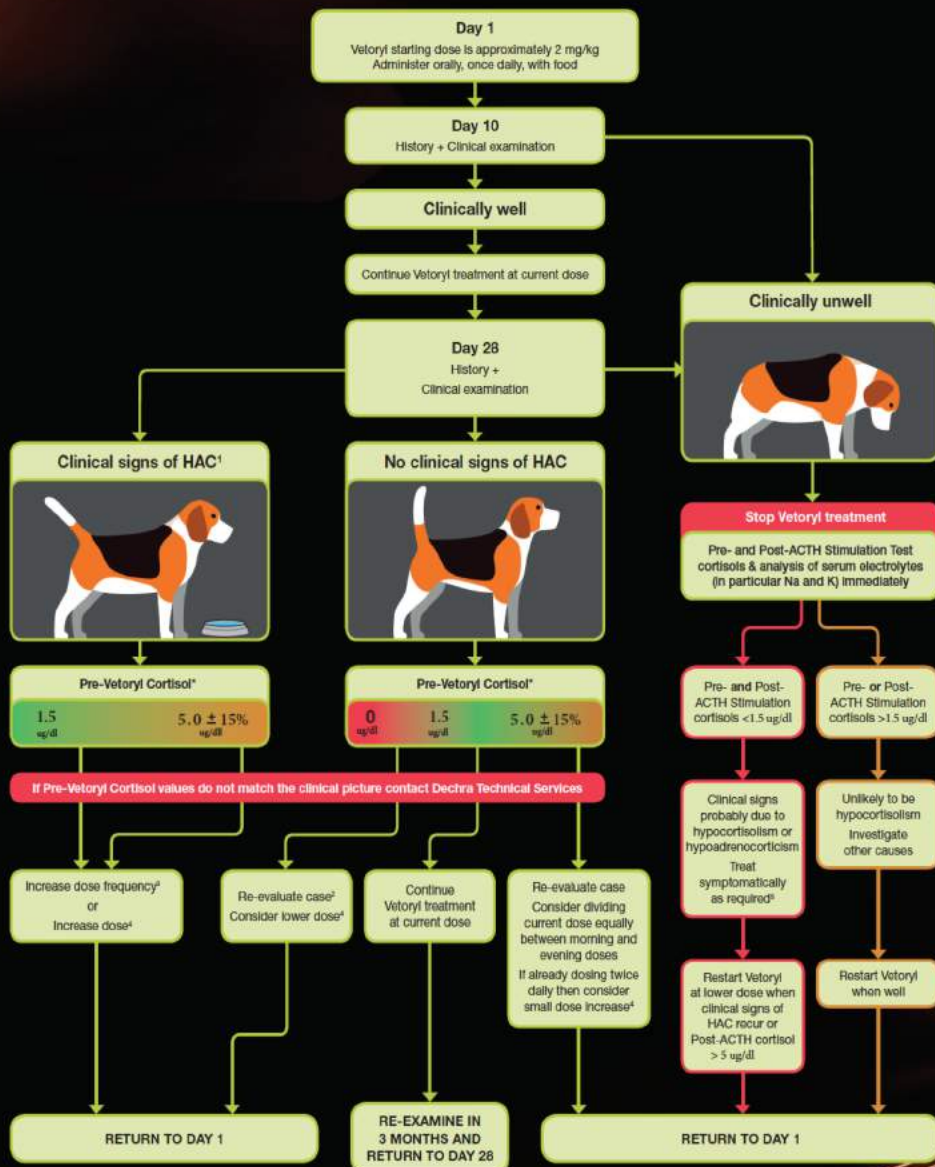 Day 1
Vetoryl starting dose is approximately 2 mg/kg
Administer orally, once daily, with food
Day 10
History + Clinical examination
Clinically well
Continue Vetoryl treatment at current dose
Day 28
History +
Clinical examination
Clinically unwell
Clinical signs of HAC¹
No clinical signs of HAC
Stop Vetoryl treatment
Pre- and Post-ACTH Stimulation Test
cortisols & analysis of serum electrolytes
(in particular Na and K) immediately
Pre-Vetoryl Cortisol*
1.5
ug/dl
5.0 ± 15%
ug/dl
Pre-Vetoryl Cortisol*
0
ug/dl
1.5
ug/dl
5.0 ± 15%
ug/dl
Pre- and Post-
ACTH Stimulation
cortisols <1.5 ug/dl
Pre- or Post-
ACTH Stimulation
cortisols >1.5 ug/dl
If Pre-Vetoryl Cortisol values do not match the clinical picture contact Dechra Technical Services
Clinical signs
probably due to
hypocortisolism or
hypoadrenocorticism
Treat
symptomatically
as required⁵
Unlikely to be
hypocortisolism
Investigate
other causes
Increase dose frequency³
or
Increase dose⁴
Re-evaluate case²
Consider lower dose⁴
Continue
Vetoryl treatment
at current dose
Re-evaluate case
Consider dividing
current dose equally
between morning and
evening doses
If already dosing twice
daily then consider
small dose increase⁴
Restart Vetoryl
at lower dose when
clinical signs of
HAC recur or
Post-ACTH cortisol
> 5 ug/dl
Restart Vetoryl
when well
RETURN TO DAY 1
RE-EXAMINE IN
3 MONTHS AND
RETURN TO DAY 28
RETURN TO DAY 1